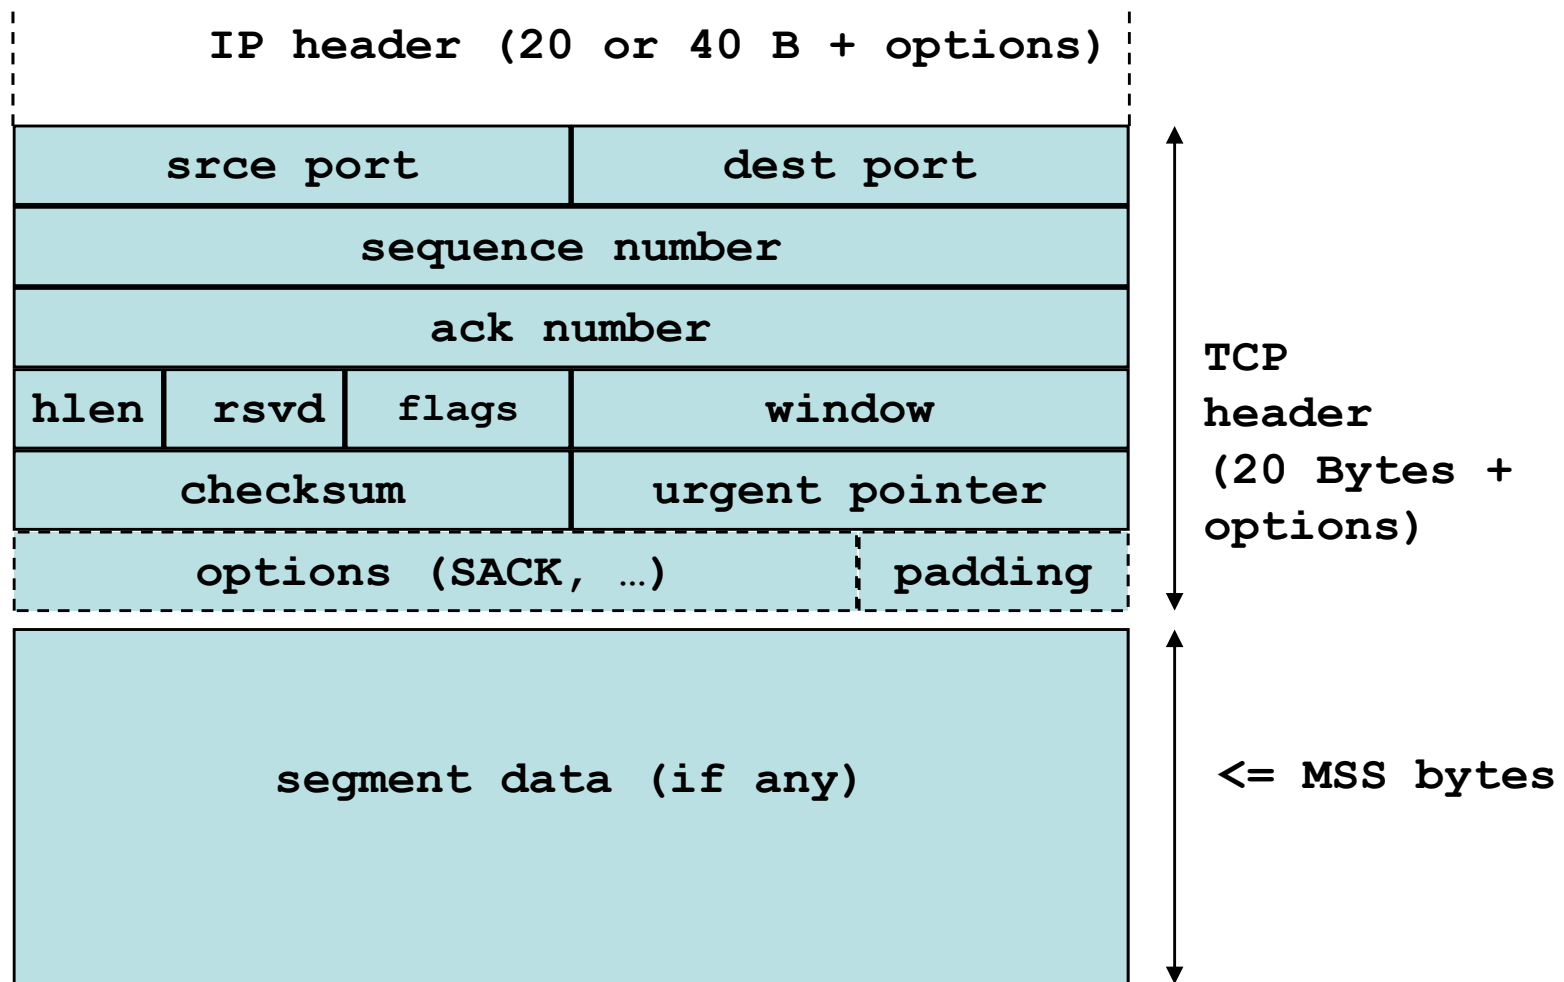 IP header (20 or 40 B + options)
srce port
dest port
sequence number
ack number
hlen
rsvd
flags
window
checksum
urgent pointer
options (SACK, …)
padding
TCP
header
(20 Bytes +
options)
segment data (if any)
<= MSS bytes